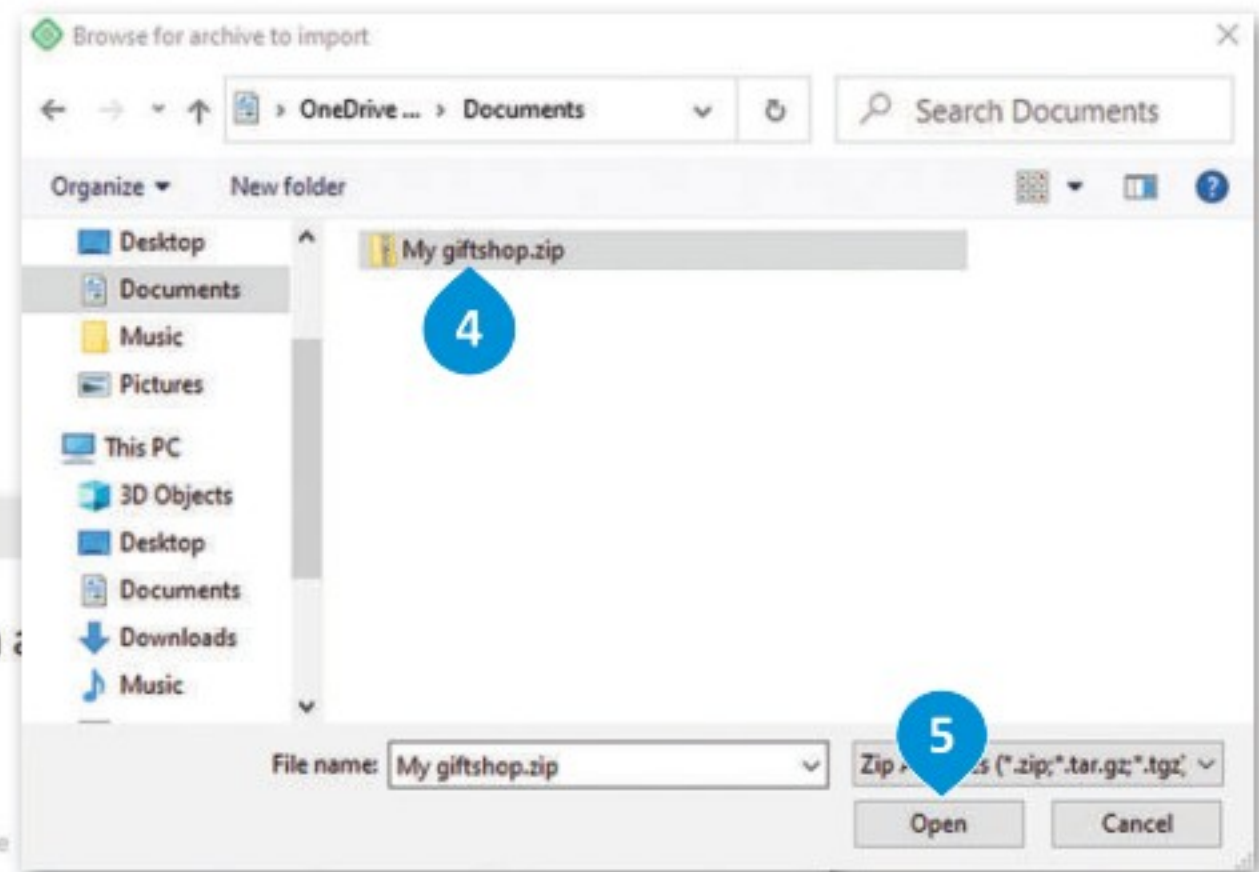 Browse for archive to import
OneDrive ... › Documents
Search Documents
Organize
New folder
Desktop
Documents
Music
Pictures
This PC
3D Objects
Desktop
Documents
Downloads
Music
My giftshop.zip
4
5
File name:
My giftshop.zip
Zip (*.zip;*.tar.gz;*.tgz;
Open
Cancel